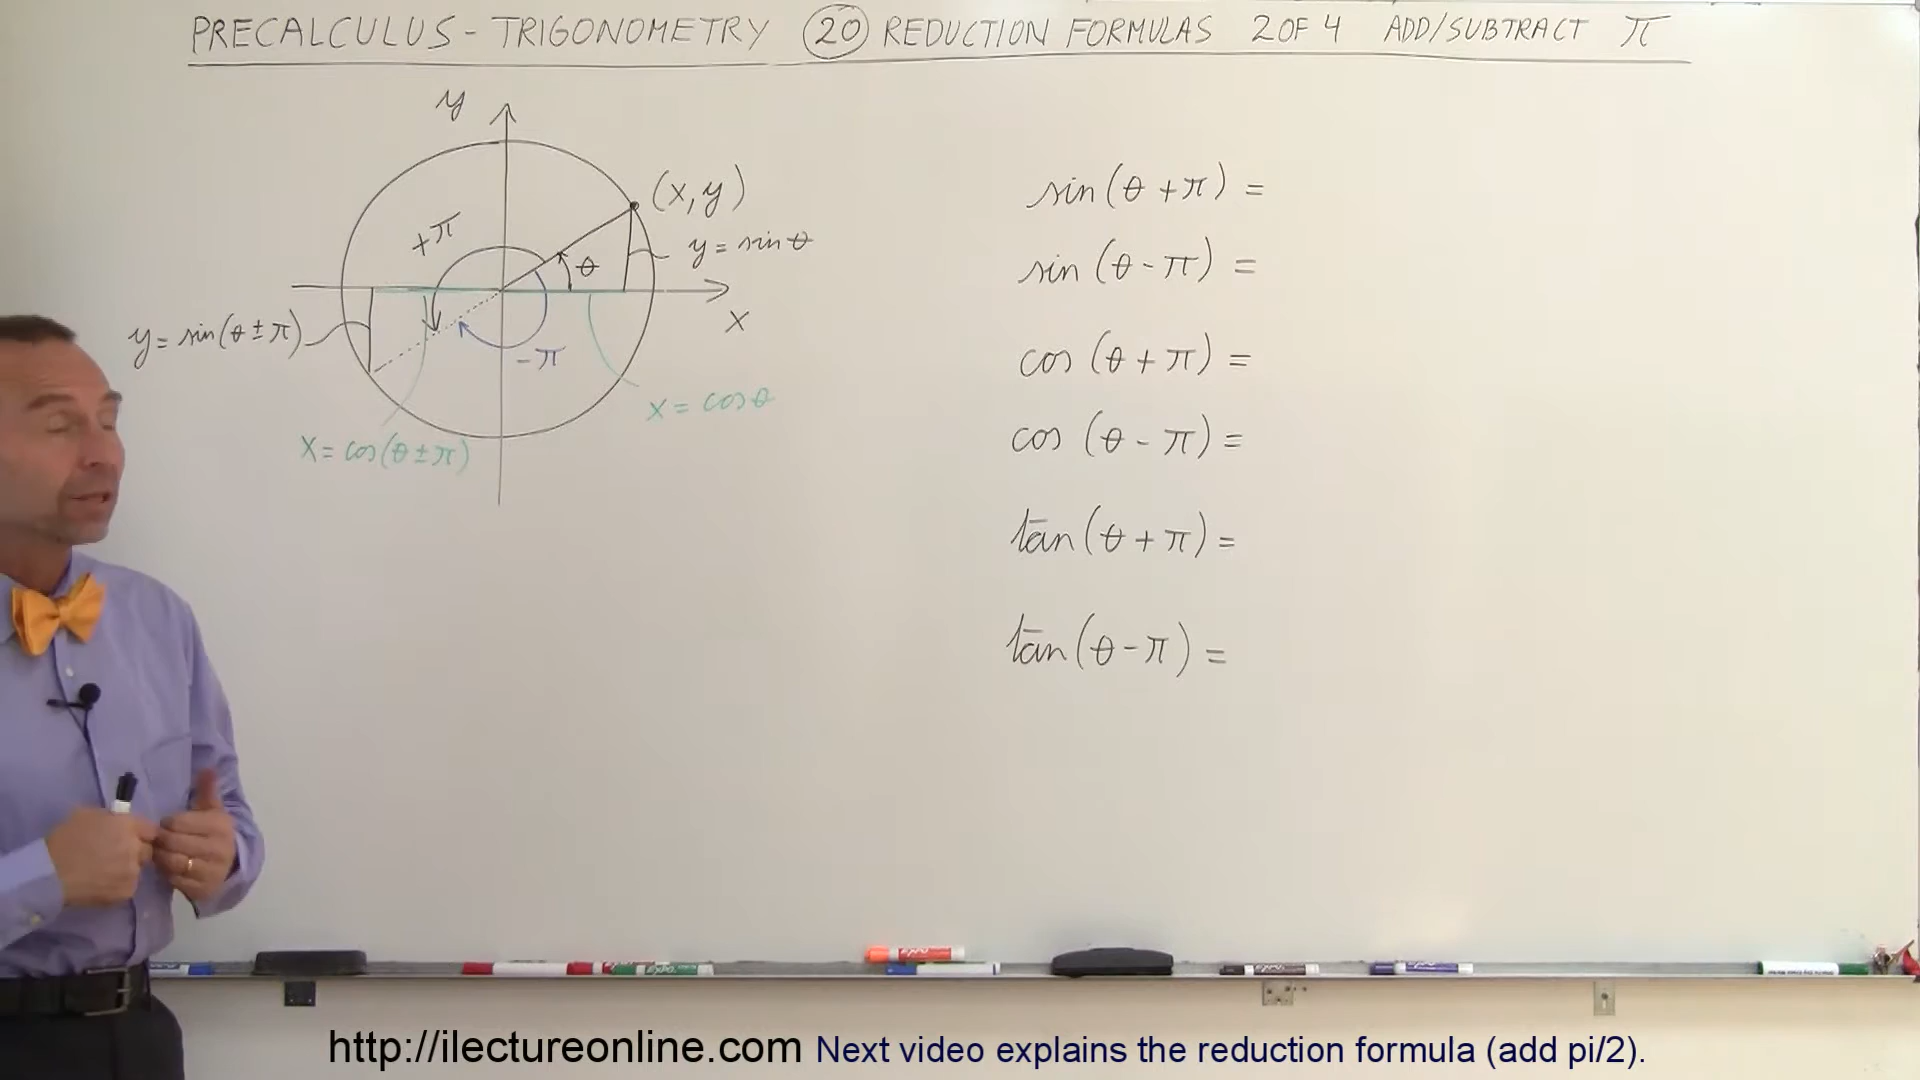 PRECALCULUS - TRIGONOMETRY 20 REDUCTION FORMULAS 2 OF 4 ADD/SUBTRACT π
y
(x, y)
+π
y = sin θ
θ
x
y = sin(θ ± π)
-π
x = cos θ
x = cos(θ ± π)
sin(θ + π) =
sin (θ - π) =
cos (θ + π) =
cos (θ - π) =
tan(θ + π) =
tan(θ - π) =
http://ilectureonline.com Next video explains the reduction formula (add pi/2).